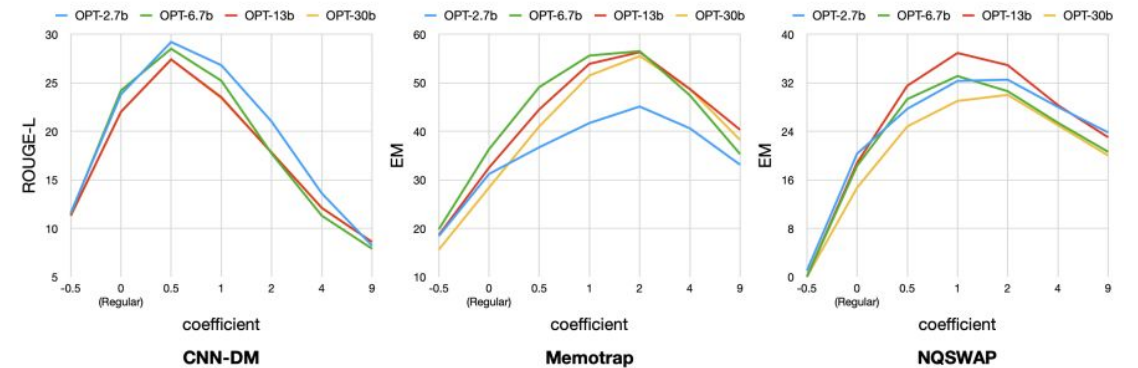 OPT-2.7b OPT-6.7b OPT-13b OPT-30b
ROUGE-L
30
25
20
15
10
5
-0.5 0 0.5 1 2 4 9
(Regular)
coefficient
CNN-DM
OPT-2.7b OPT-6.7b OPT-13b OPT-30b
EM
60
50
40
30
20
10
-0.5 0 0.5 1 2 4 9
(Regular)
coefficient
Memotrap
OPT-2.7b OPT-6.7b OPT-13b OPT-30b
EM
40
32
24
16
8
0
-0.5 0 0.5 1 2 4 9
(Regular)
coefficient
NQSWAP